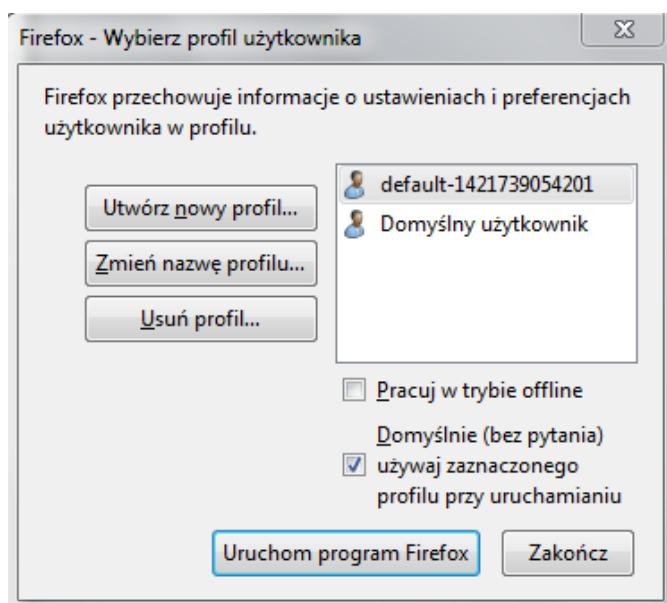 Firefox - Wybierz profil użytkownika
Firefox przechowuje informacje o ustawieniach i preferencjach
użytkownika w profilu.
Utwórz nowy profil...
Zmień nazwę profilu...
Usuń profil...
default-1421739054201
Domyślny użytkownik
Pracuj w trybie offline
Domyślnie (bez pytania)
używaj zaznaczonego
profilu przy uruchamianiu
Uruchom program Firefox
Zakończ